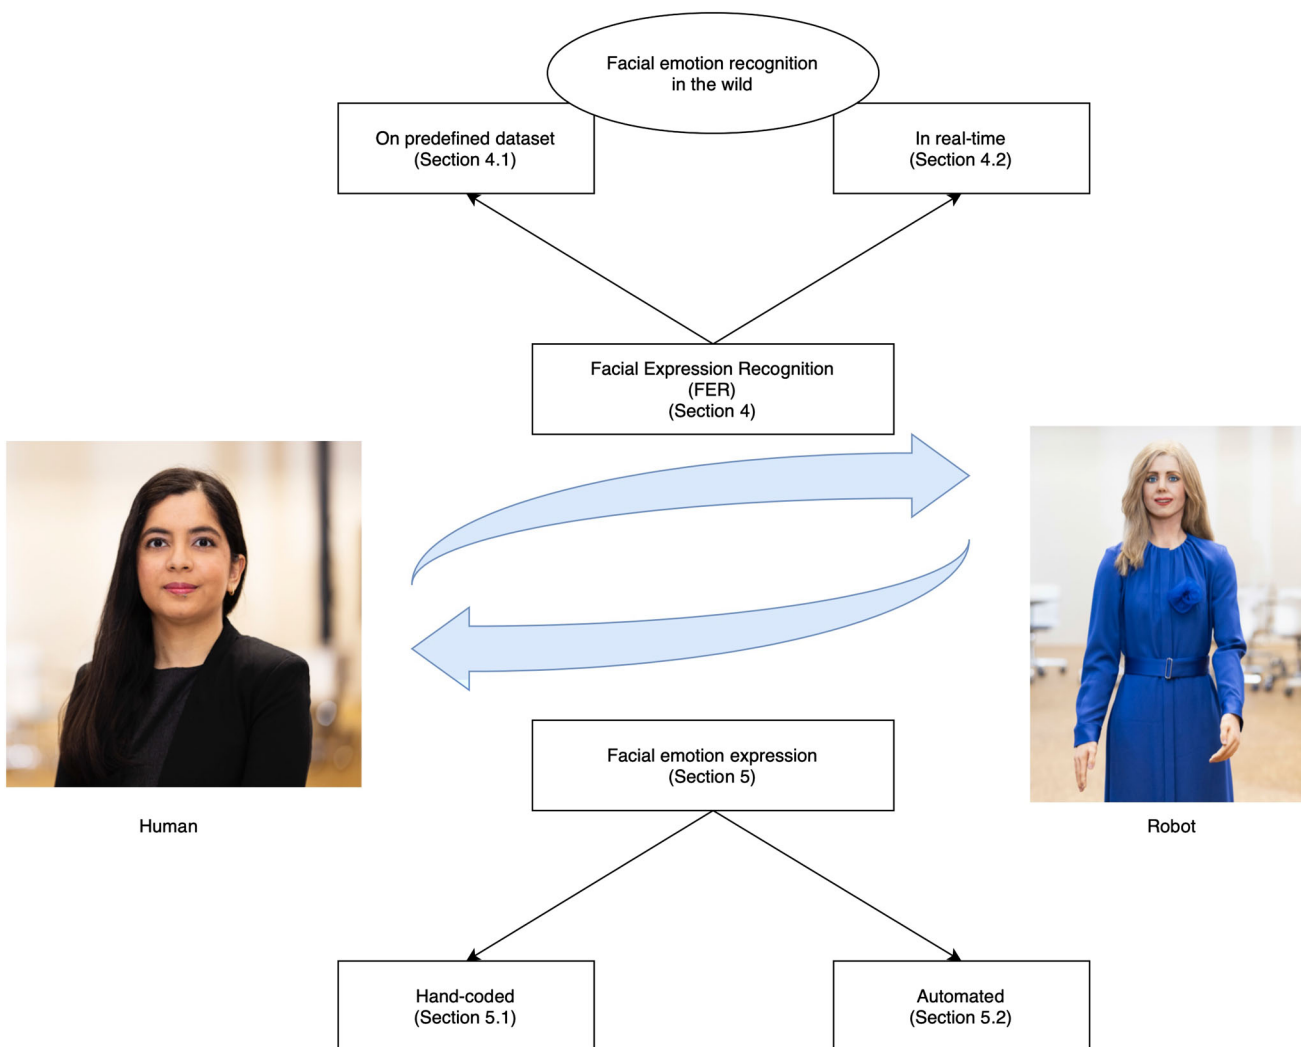 Facial emotion recognition
in the wild
On predefined dataset
(Section 4.1)
In real-time
(Section 4.2)
Facial Expression Recognition
(FER)
(Section 4)
Facial emotion expression
(Section 5)
Human
Robot
Hand-coded
(Section 5.1)
Automated
(Section 5.2)